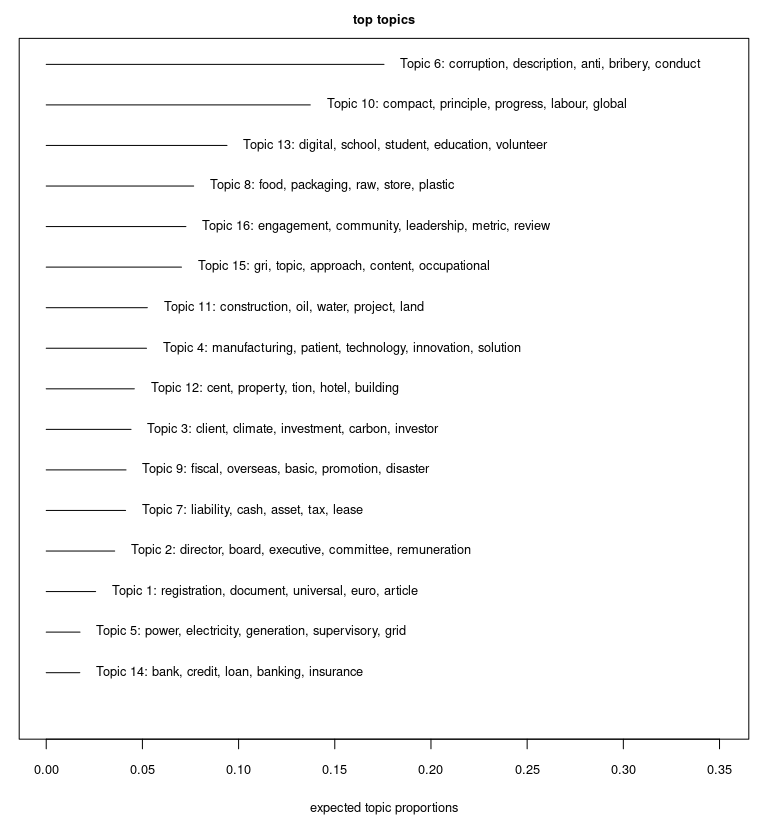 top topics
Topic 6: corruption, description, anti, bribery, conduct
Topic 10: compact, principle, progress, labour, global
Topic 13: digital, school, student, education, volunteer
Topic 8: food, packaging, raw, store, plastic
Topic 16: engagement, community, leadership, metric, review
Topic 15: gri, topic, approach, content, occupational
Topic 11: construction, oil, water, project, land
Topic 4: manufacturing, patient, technology, innovation, solution
Topic 12: cent, property, tion, hotel, building
Topic 3: client, climate, investment, carbon, investor
Topic 9: fiscal, overseas, basic, promotion, disaster
Topic 7: liability, cash, asset, tax, lease
Topic 2: director, board, executive, committee, remuneration
Topic 1: registration, document, universal, euro, article
Topic 5: power, electricity, generation, supervisory, grid
Topic 14: bank, credit, loan, banking, insurance
0.00 0.05 0.10 0.15 0.20 0.25 0.30 0.35
expected topic proportions